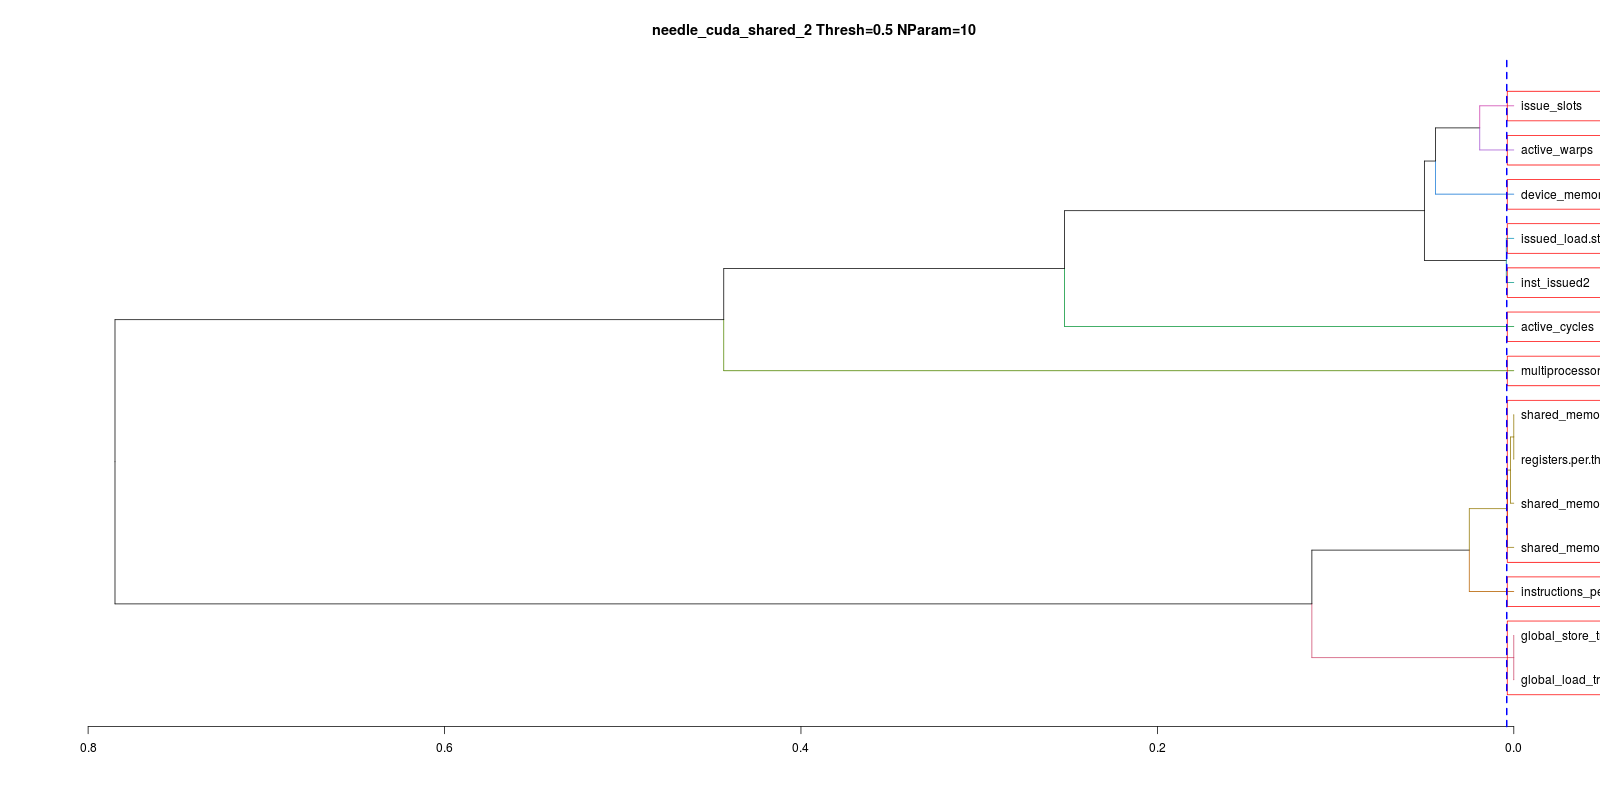 needle_cuda_shared_2 Thresh=0.5 NParam=10
issue_slots
active_warps
device_memor
issued_load.st
inst_issued2
active_cycles
multiprocessor
shared_memo
registers.per.th
shared_memo
shared_memo
instructions_pe
global_store_t
global_load_tr
0.8 0.6 0.4 0.2 0.0